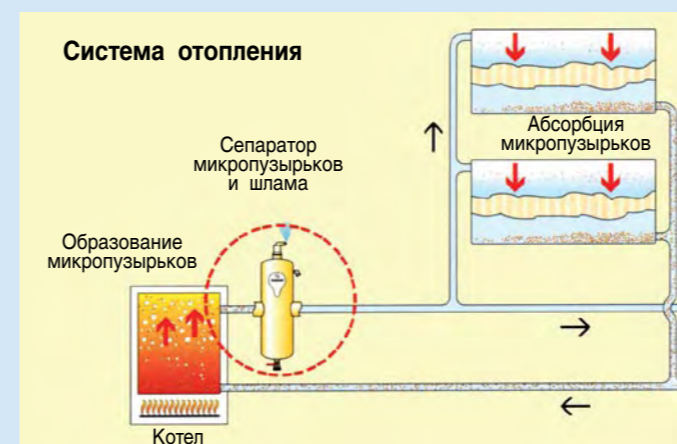 Система отопления
Сепаратор
микропузырьков
и шлама
Абсорбция
микропузырьков
Образование
микропузырьков
Котел